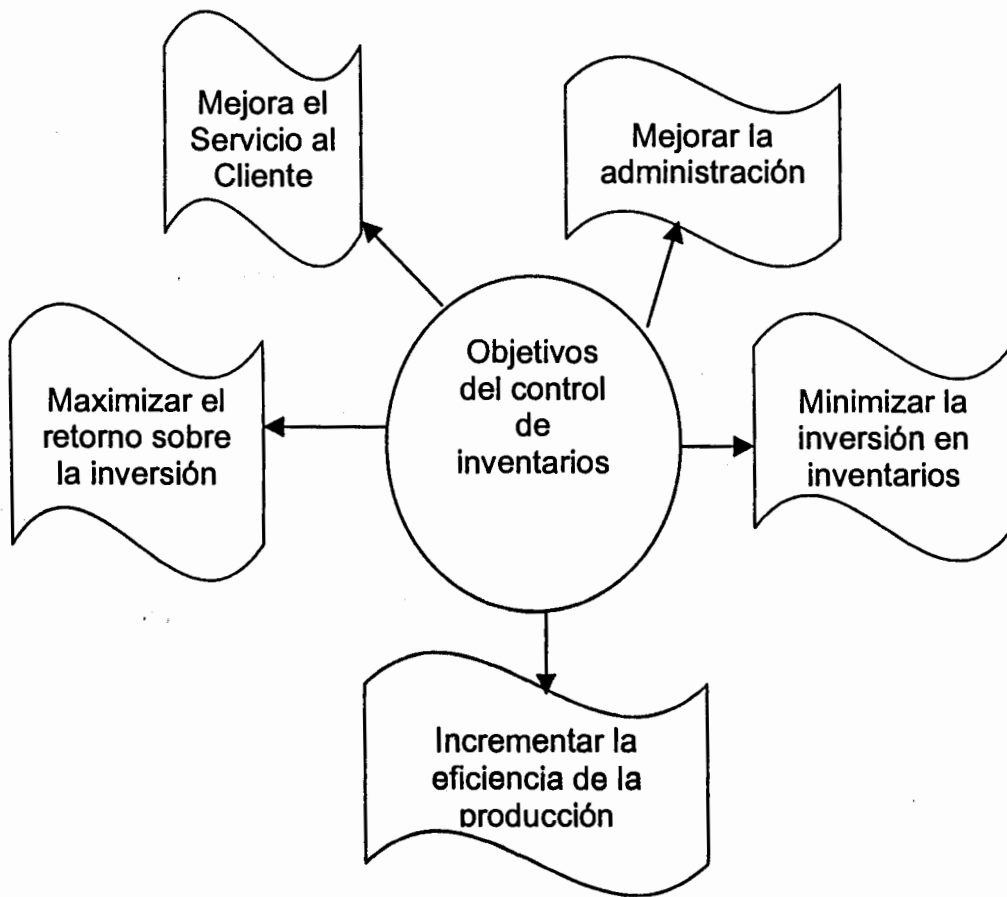 Mejora el
Servicio al
Cliente
Mejorar la
administración
Objetivos
del control
de
inventarios
Maximizar el
retorno sobre
la inversión
Minimizar la
inversión en
inventarios
Incrementar la
eficiencia de la
producción